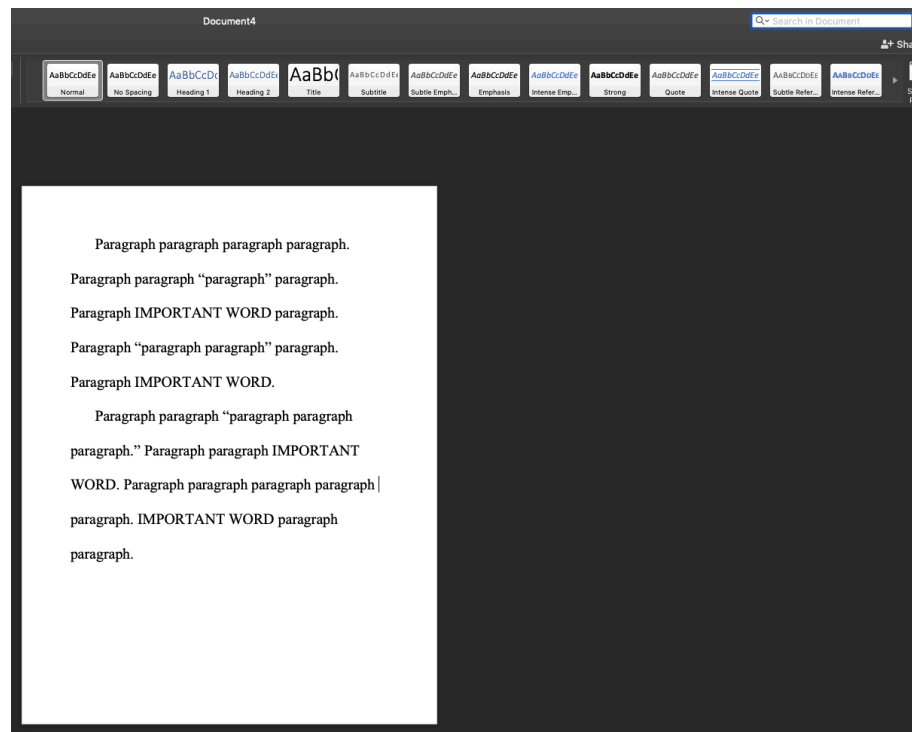 Document4
Search in Document
Sha
AaBbCcDdEe AaBbCcDdEe AaBbCcDc AaBbCcDdEe AaBb( AaBbCcDdEe AaBbCcDdEe AaBbCcDdEe AaBbCcDdEe AaBbCcDdEe AaBbCcDdEe AaBbCcDdEe AaBbCcDdEe AaBbCcDdEe
Normal No Spacing Heading 1 Heading 2 Title Subtitle Subtle Emph... Emphasis Intense Emp... Strong Quote Intense Quote Subtle Refer... Intense Refer...
Paragraph paragraph paragraph paragraph.
Paragraph paragraph “paragraph” paragraph.
Paragraph IMPORTANT WORD paragraph.
Paragraph “paragraph paragraph” paragraph.
Paragraph IMPORTANT WORD.
Paragraph paragraph “paragraph paragraph
paragraph.” Paragraph paragraph IMPORTANT
WORD. Paragraph paragraph paragraph paragraph
paragraph. IMPORTANT WORD paragraph
paragraph.